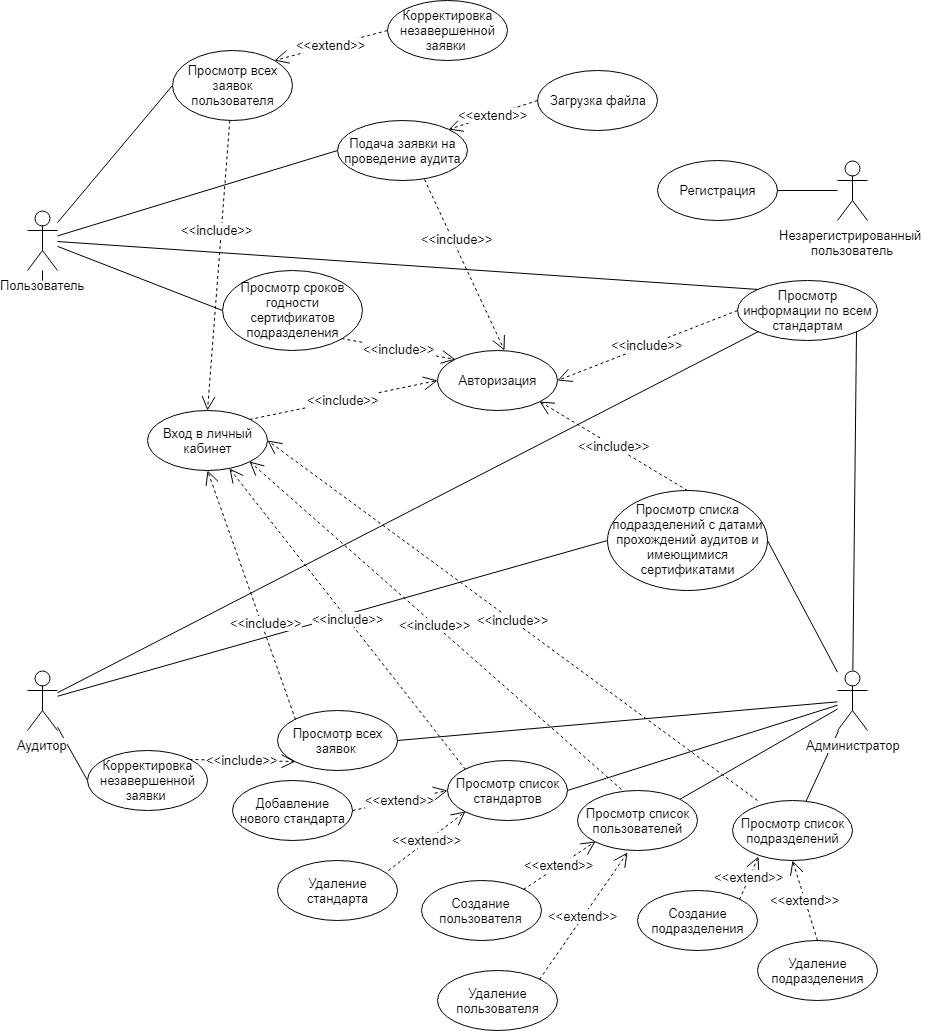 Корректировка
незавершенной
заявки
<<extend>>
Просмотр всех
заявок
пользователя
Загрузка файла
<<extend>>
Подача заявки на
проведение аудита
Регистрация
Незарегистрированный
пользователь
<<include>>
<<include>>
Пользователь
Просмотр сроков
годности
сертификатов
подразделения
Просмотр
информации по всем
стандартам
<<include>>
<<include>>
Авторизация
<<include>>
Вход в личный
кабинет
<<include>>
Просмотр списка
подразделений с датами
прохождений аудитов и
имеющимися
сертификатами
<<include>>
<<include>>
<<include>>
<<include>>
Аудитор
Просмотр всех
заявок
Администратор
<<include>>
Корректировка
незавершенной
заявки
Просмотр список
стандартов
Добавление
нового стандарта
<<extend>>
Просмотр список
пользователей
Просмотр список
подразделений
<<extend>>
Удаление
стандарта
<<extend>>
<<extend>>
Создание
пользователя
<<extend>>
<<extend>>
Создание
подразделения
Удаление
подразделения
Удаление
пользователя